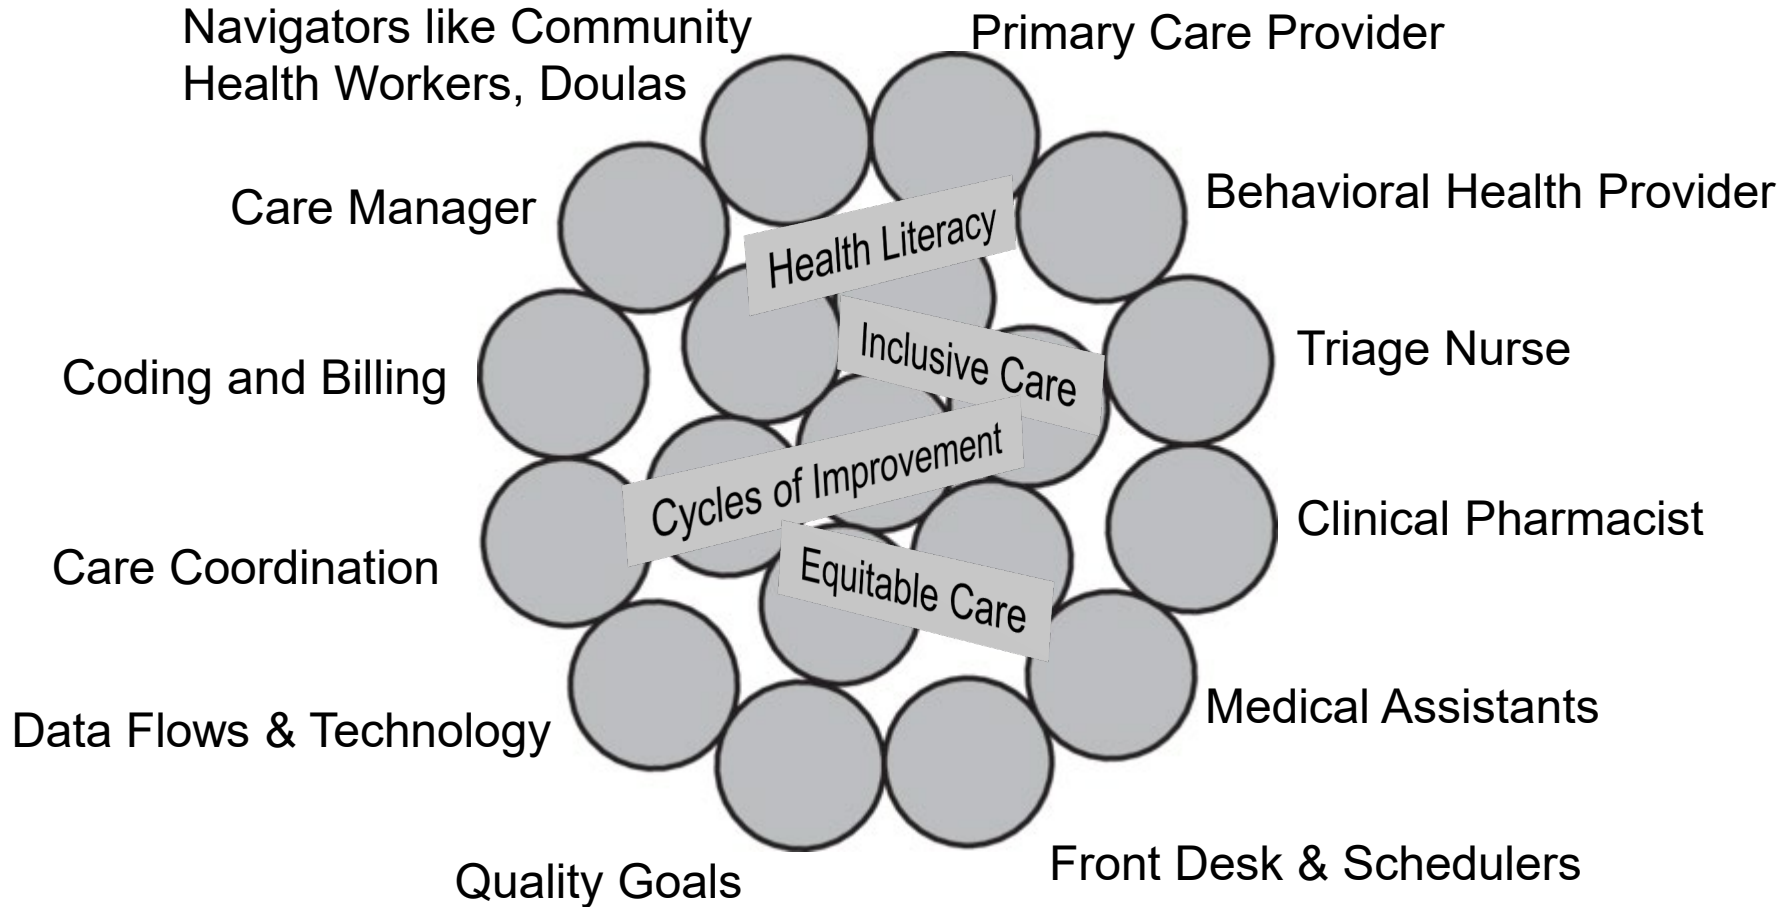 Navigators like Community
Health Workers, Doulas
Primary Care Provider
Care Manager
Behavioral Health Provider
Health Literacy
Inclusive Care
Triage Nurse
Coding and Billing
Cycles of Improvement
Clinical Pharmacist
Care Coordination
Equitable Care
Medical Assistants
Data Flows & Technology
Front Desk & Schedulers
Quality Goals